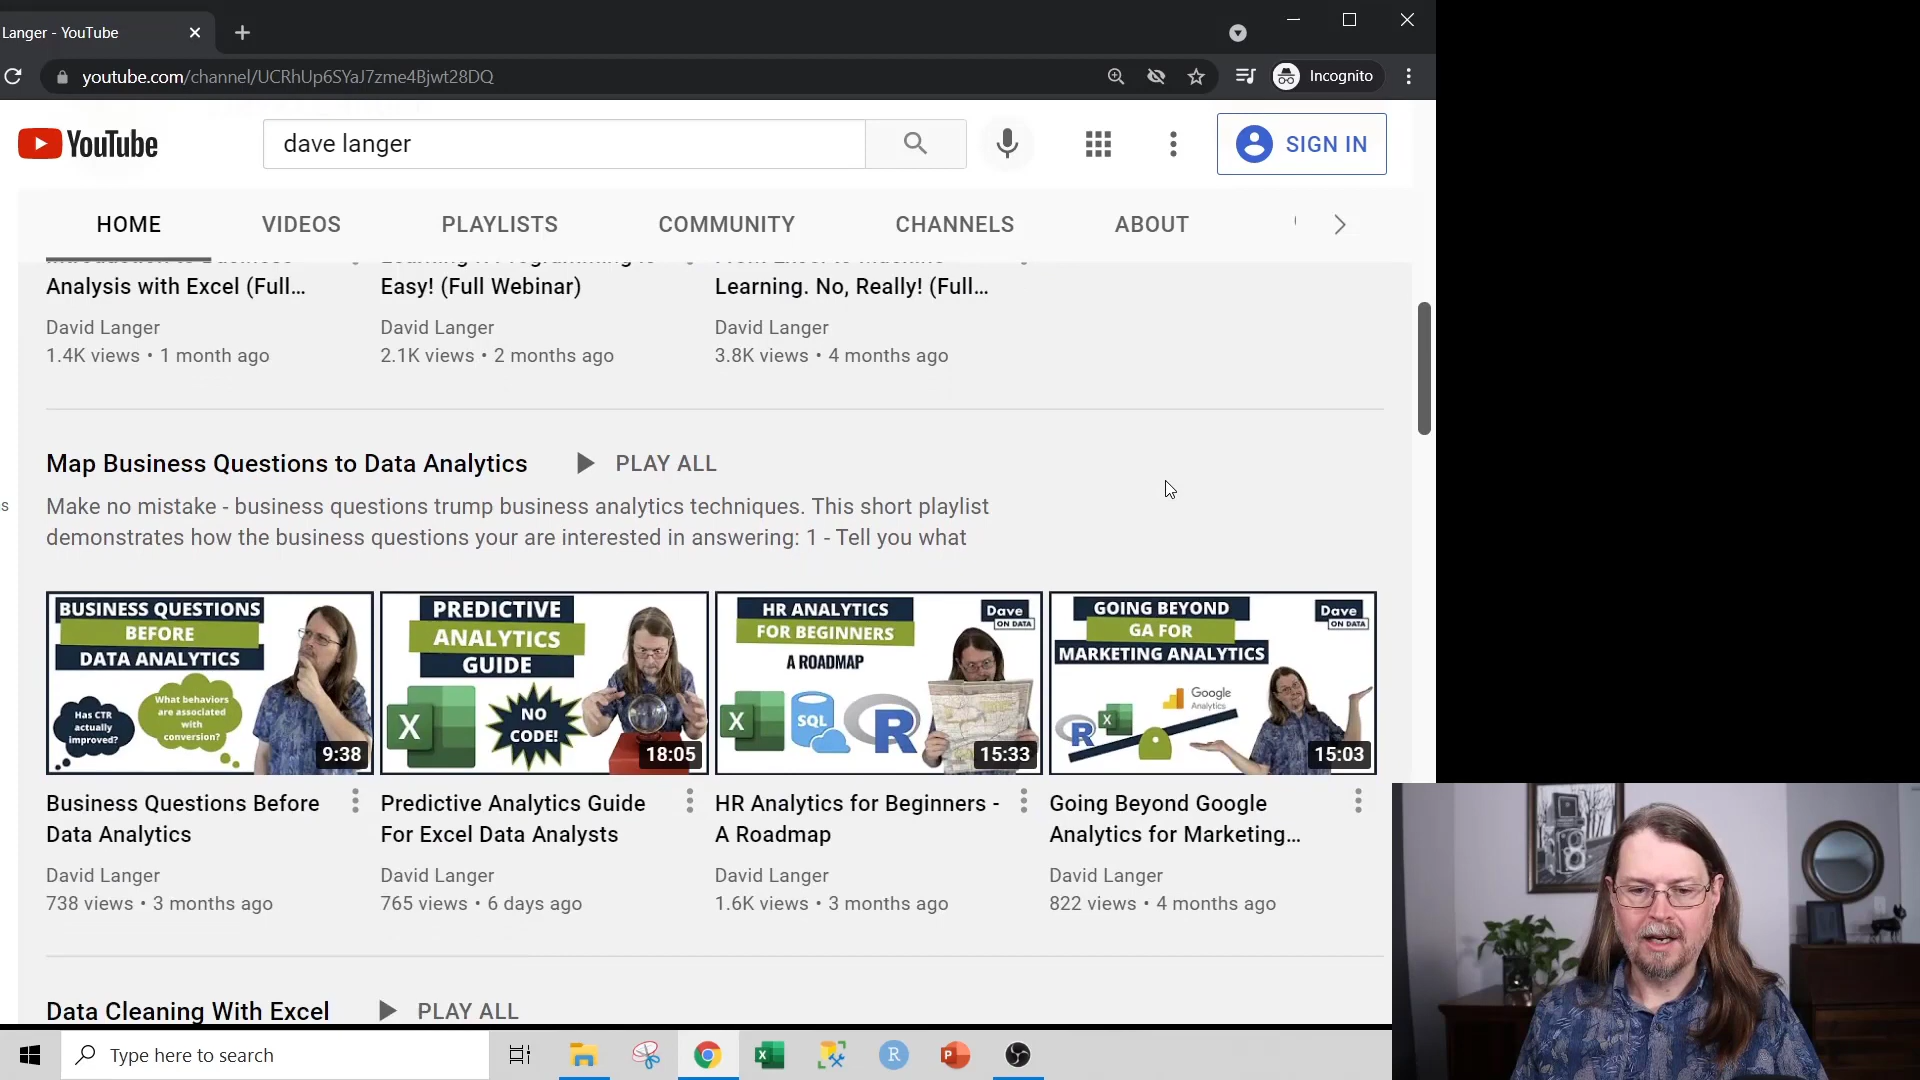 Langer - YouTube
youtube.com/channel/UCRhUp6SYaJ7zme4Bjwt28DQ
Incognito
YouTube
dave langer
SIGN IN
HOME
VIDEOS
PLAYLISTS
COMMUNITY
CHANNELS
ABOUT
Analysis with Excel (Full...
David Langer
1.4K views • 1 month ago
Easy! (Full Webinar)
David Langer
2.1K views • 2 months ago
Learning. No, Really! (Full...
David Langer
3.8K views • 4 months ago
Map Business Questions to Data Analytics
PLAY ALL
Make no mistake - business questions trump business analytics techniques. This short playlist
demonstrates how the business questions your are interested in answering: 1 - Tell you what
BUSINESS QUESTIONS
BEFORE
DATA ANALYTICS
Has CTR
actually
improved?
What behaviors
are associated
with
conversion?
9:38
PREDICTIVE
ANALYTICS
GUIDE
X
NO
CODE!
18:05
HR ANALYTICS
FOR BEGINNERS
A ROADMAP
Dave
ON DATA
X
SQL
R
15:33
GOING BEYOND
GA FOR
MARKETING ANALYTICS
Dave
ON DATA
Google
Analytics
R
X
15:03
Business Questions Before
Data Analytics
David Langer
738 views • 3 months ago
Predictive Analytics Guide
For Excel Data Analysts
David Langer
765 views • 6 days ago
HR Analytics for Beginners -
A Roadmap
David Langer
1.6K views • 3 months ago
Going Beyond Google
Analytics for Marketing...
David Langer
822 views • 4 months ago
Data Cleaning With Excel
PLAY ALL
Type here to search